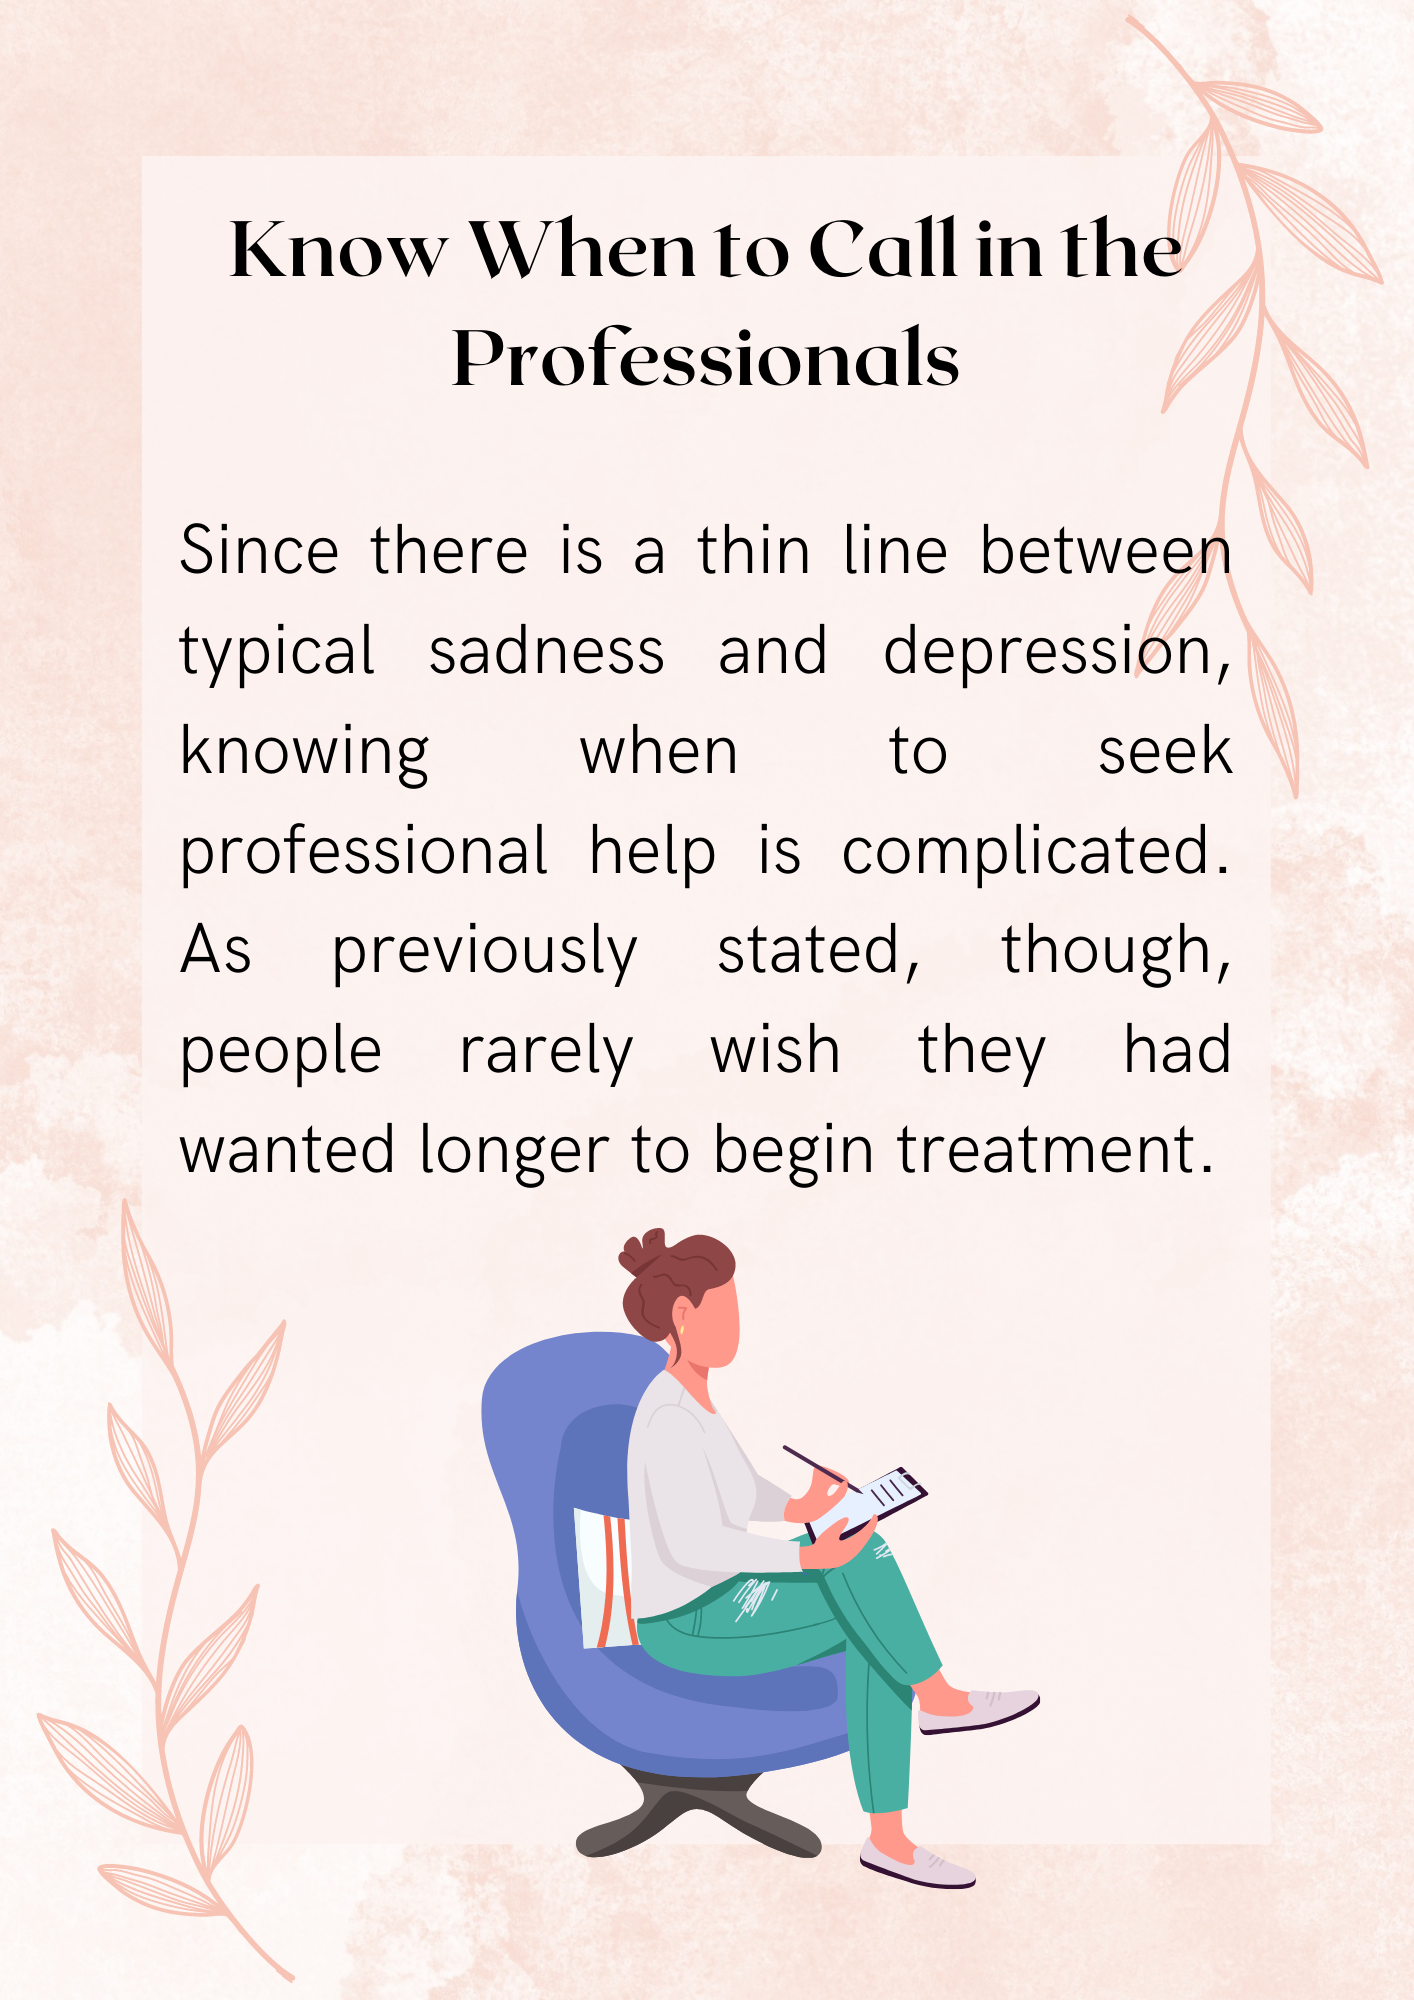 Know When to Call in the
Professionals
Since there is a thin line between
typical sadness and depression,
knowing when to seek
professional help is complicated.
As previously stated, though,
people rarely wish they had
wanted longer to begin treatment.